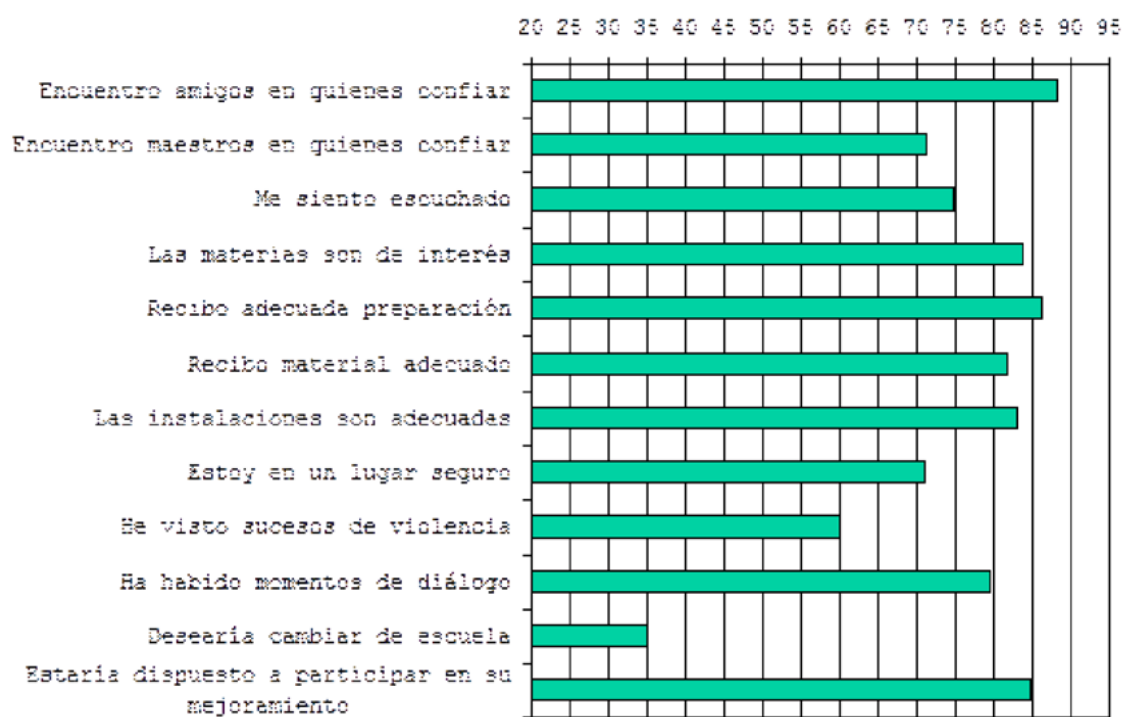 20 25 30 35 40 45 50 55 60 65 70 75 80 85 90 95
Encuentro amigos en quienes confiar
Encuentro maestros en quienes confiar
Me siento escuchado
Las materias son de interés
Recibo adecuada preparación
Recibo material adecuado
Las instalaciones son adecuadas
Estoy en un lugar seguro
He visto sucesos de violencia
Ha habido momentos de diálogo
Desearía cambiar de escuela
Estaría dispuesto a participar en su
mejoramiento